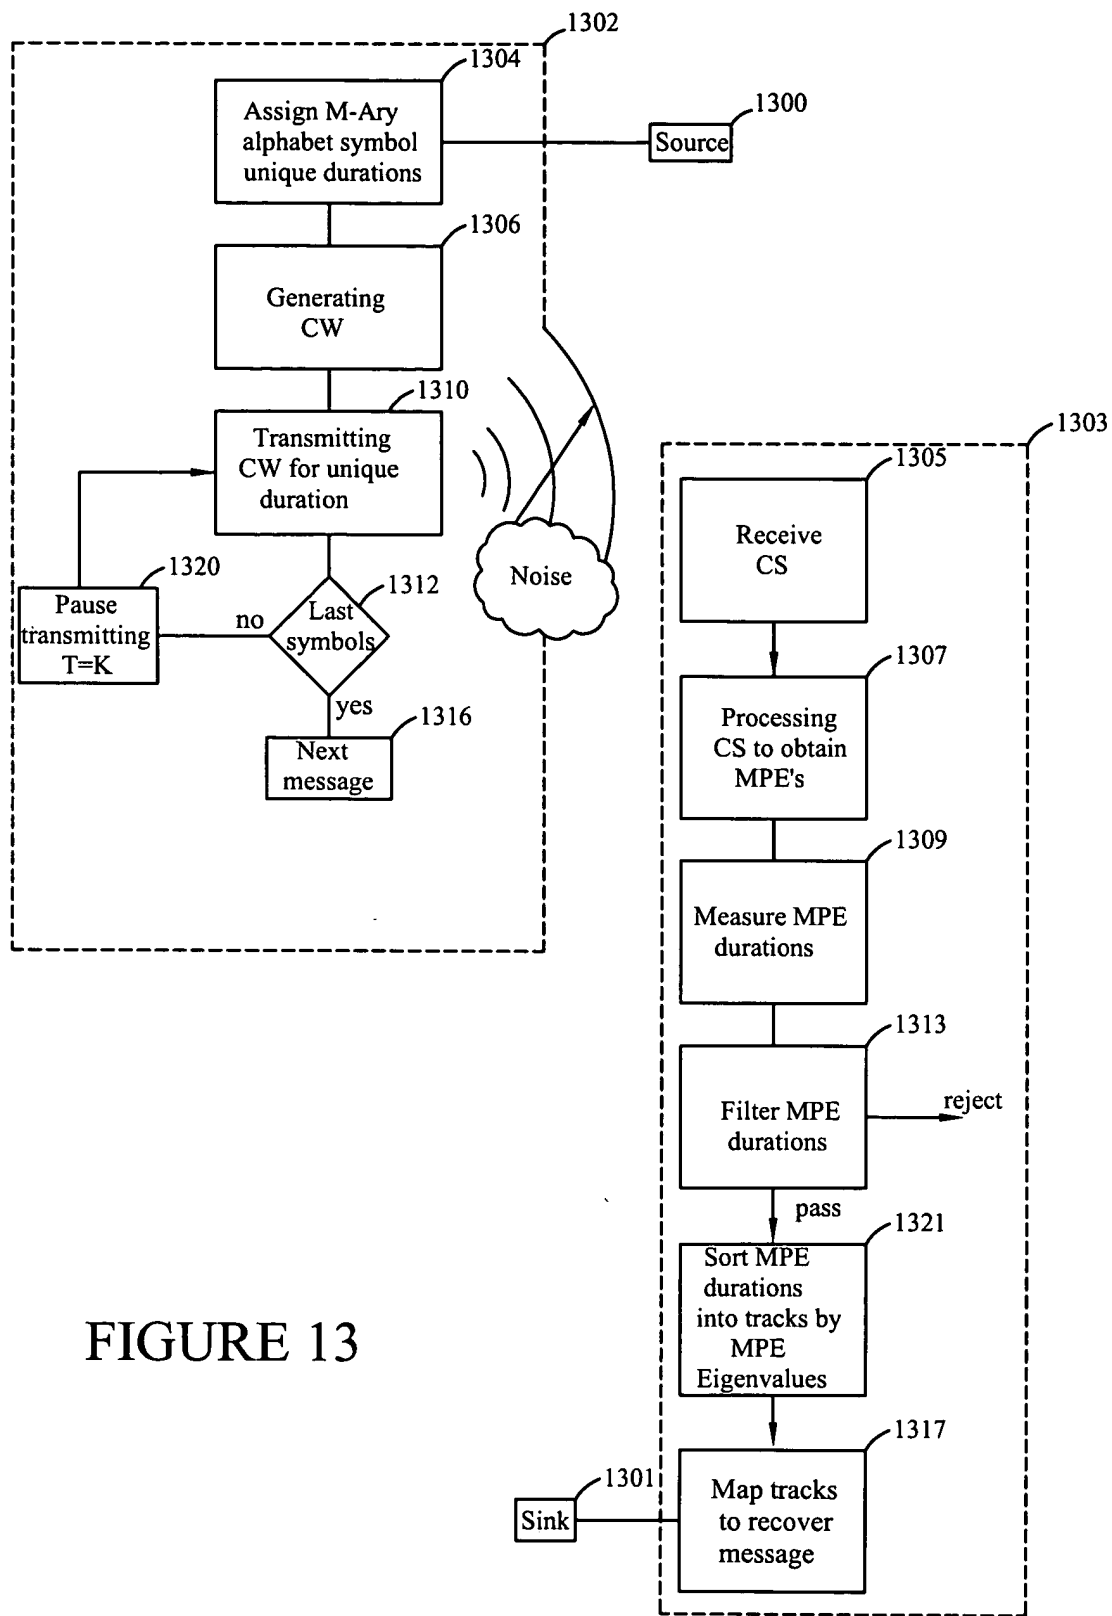 1302
1304
Assign M-Ary
alphabet symbol
unique durations
1300
Source
1306
Generating
CW
1310
Transmitting
CW for unique
duration
1320
Pause
transmitting
T=K
no
1312
Last
symbols
yes
1316
Next
message
Noise
1303
1305
Receive
CS
1307
Processing
CS to obtain
MPE's
1309
Measure MPE
durations
1313
Filter MPE
durations
reject
pass
1321
Sort MPE
durations
into tracks by
MPE
Eigenvalues
1317
Map tracks
to recover
message
1301
Sink
FIGURE 13